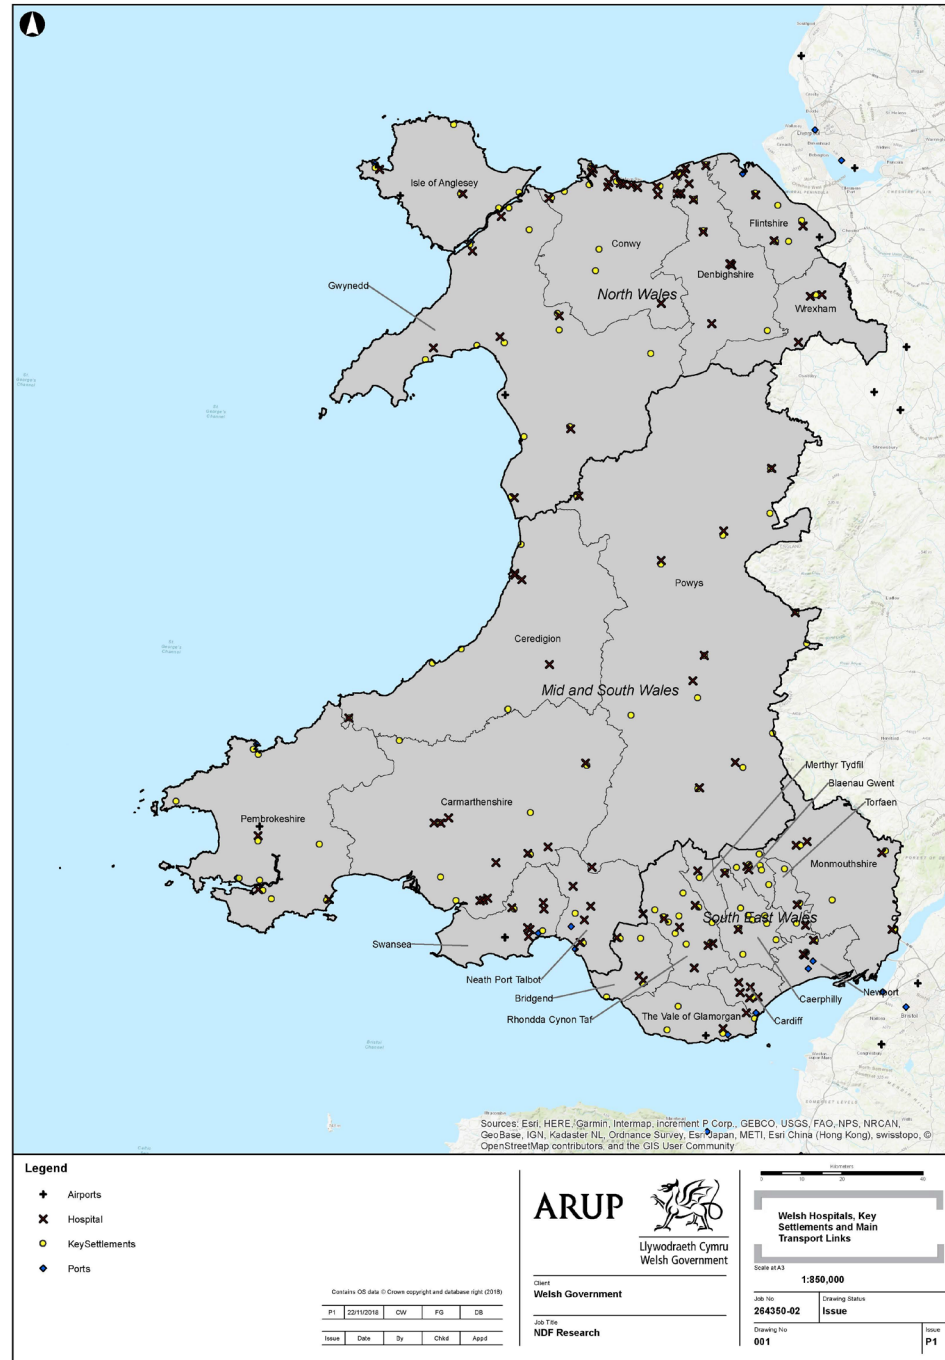 Isle of Anglesey
Flintshire
Conwy
Denbighshire
Gwynedd
North Wales
Wrexham
Powys
Ceredigion
Mid and South Wales
Merthyr Tydfil
Blaenau Gwent
Torfaen
Carmarthenshire
Pembrokeshire
Monmouthshire
South East Wales
Swansea
Neath Port Talbot
Bridgend
Newport
Caerphilly
Rhondda Cynon Taf
The Vale of Glamorgan
Cardiff
Bristol
Sources: Esri, HERE, Garmin, Intermap, increment P Corp., GEBCO, USGS, FAO, NPS, NRCAN,
GeoBase, IGN, Kadaster NL, Ordnance Survey, Esri Japan, METI, Esri China (Hong Kong), swisstopo, ©
OpenStreetMap contributors, and the GIS User Community
Legend
Airports
Hospital
KeySettlements
Ports
Contains OS data © Crown copyright and database right (2018)
P1 22/11/2018 CW FG DB
Issue Date By Chkd Appd
ARUP
Llywodraeth Cymru
Welsh Government
Client
Welsh Government
Job Title
NDF Research
Kilometers
0 10 20 40
Welsh Hospitals, Key
Settlements and Main
Transport Links
Scale at A3
1:850,000
Job No Drawing Status
264350-02 Issue
Drawing No Issue
001 P1